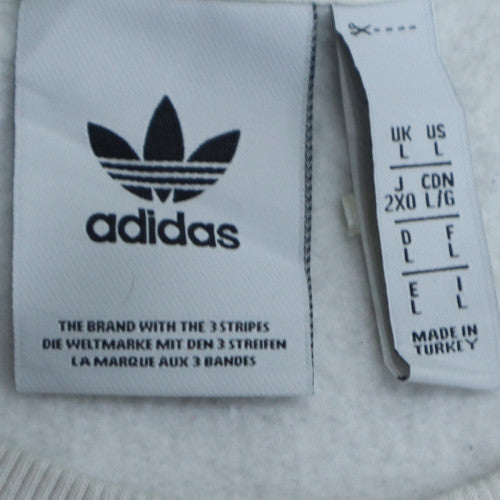 adidas
THE BRAND WITH THE 3 STRIPES
DIE WELTMARKE MIT DEN 3 STREIFEN
LA MARQUE AUX 3 BANDES
UK US
L L
J CDN
2XO L/G
D F
L L
E I
L L
MADE IN
TURKEY